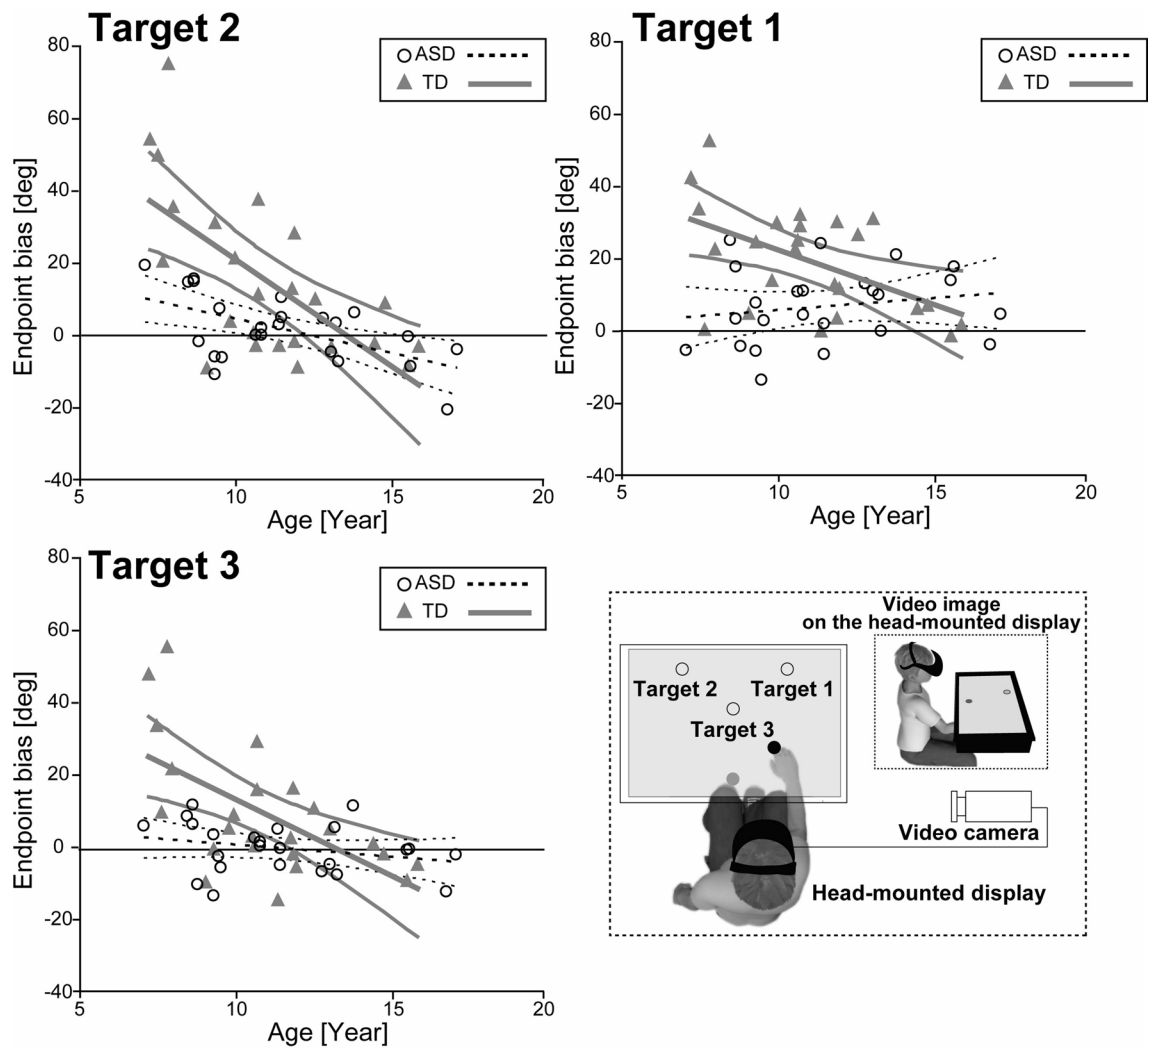 Target 2
80
60
40
20
0
-20
-40
5
10
15
20
Endpoint bias [deg]
Age [Year]
ASD
TD
Target 1
80
60
40
20
0
-20
-40
5
10
15
20
Endpoint bias [deg]
Age [Year]
ASD
TD
Target 3
80
60
40
20
0
-20
-40
5
10
15
20
Endpoint bias [deg]
Age [Year]
ASD
TD
Video image
on the head-mounted display
Target 2
Target 1
Target 3
Video camera
Head-mounted display